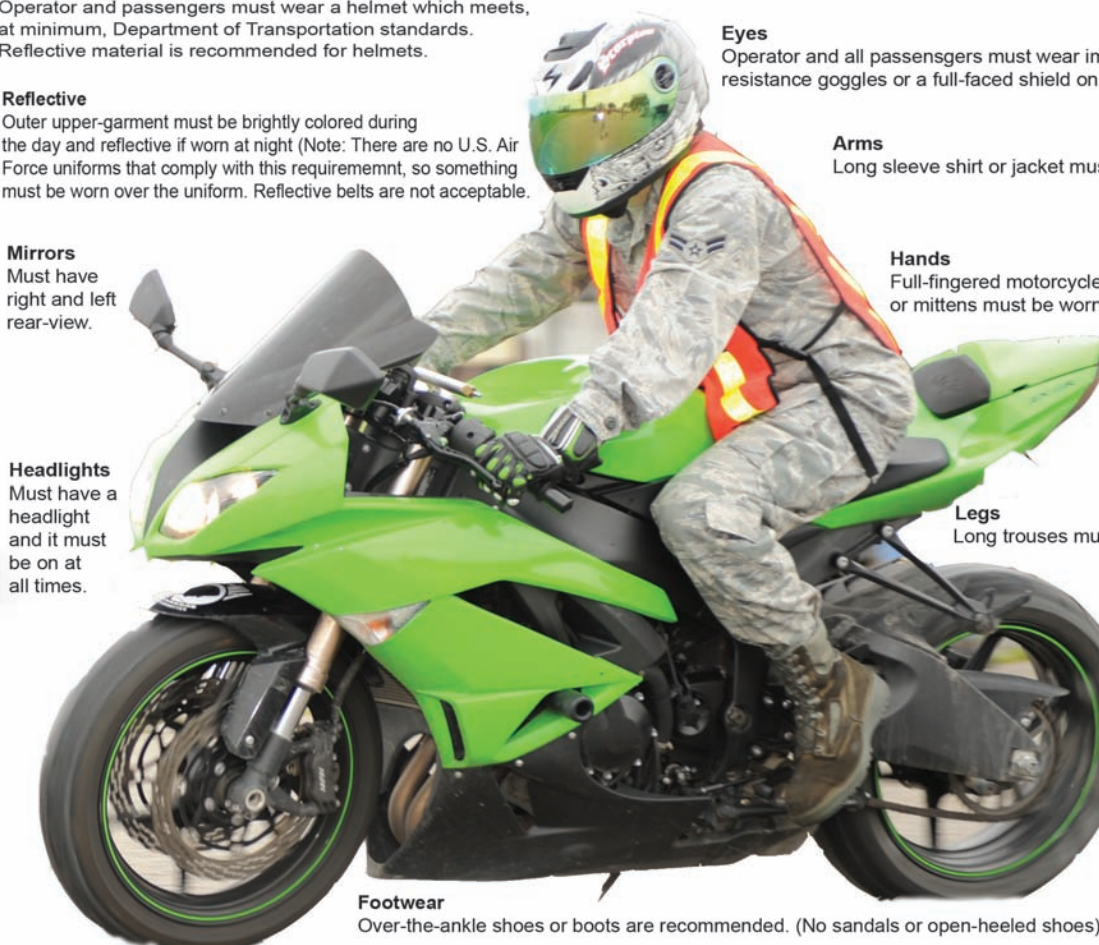 Operator and passengers must wear a helmet which meets,
at minimum, Department of Transportation standards.
Reflective material is recommended for helmets.
Reflective
Outer upper-garment must be brightly colored during
the day and reflective if worn at night (Note: There are no U.S. Air
Force uniforms that comply with this requirememnt, so something
must be worn over the uniform. Reflective belts are not acceptable.
Mirrors
Must have
right and left
rear-view.
Headlights
Must have a
headlight
and it must
be on at
all times.
Scorpion
Eyes
Operator and all passensgers must wear im
resistance goggles or a full-faced shield on
Arms
Long sleeve shirt or jacket mus
Hands
Full-fingered motorcycle
or mittens must be worn
Legs
Long trouses mu
Footwear
Over-the-ankle shoes or boots are recommended. (No sandals or open-heeled shoes)